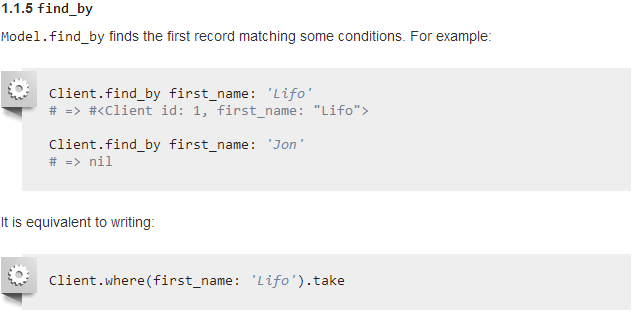 1.1.5 find_by
Model.find_by finds the first record matching some conditions. For example:
Client.find_by first_name: 'Lifo'
# => #<Client id: 1, first_name: "Lifo">
Client.find_by first_name: 'Jon'
# => nil
It is equivalent to writing:
Client.where(first_name: 'Lifo').take